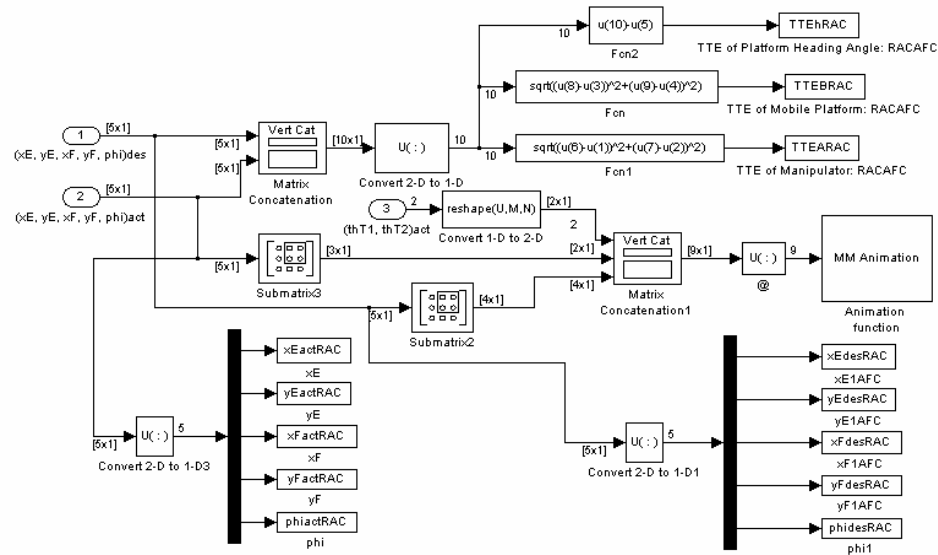 u(10)-u(5)
TTEhRAC
10
Fcn2
TTE of Platform Heading Angle: RACAFC
sqrt((u(8)-u(3))^2+(u(9)-u(4))^2)
TTEBRAC
10
Fcn
TTE of Mobile Platform: RACAFC
1
[5x1]
(xE, yE, xF, yF, phi)des
[5x1]
Vert Cat
[10x1]
U( : )
10
10
sqrt((u(6)-u(1))^2+(u(7)-u(2))^2)
TTEARAC
[5x1]
Matrix
Concatenation
Convert 2-D to 1-D
Fcn1
TTE of Manipulator: RACAFC
2
[5x1]
(xE, yE, xF, yF, phi)act
3
2
reshape(U,M,N)
[2x1]
(thT1, thT2)act
Convert 1-D to 2-D
2
[5x1]
[3x1]
Submatrix3
[2x1]
Vert Cat
[9x1]
U( : )
9
MM Animation
@
[5x1]
[4x1]
Submatrix2
[4x1]
Matrix
Concatenation1
Animation
function
xEactRAC
xE
yEactRAC
yE
[5x1]
U( : )
5
Convert 2-D to 1-D3
xFactRAC
xF
yFactRAC
yF
phiactRAC
phi
xEdesRAC
xE1AFC
yEdesRAC
yE1AFC
[5x1]
U( : )
5
Convert 2-D to 1-D1
xFdesRAC
xF1AFC
yFdesRAC
yF1AFC
phidesRAC
phi1